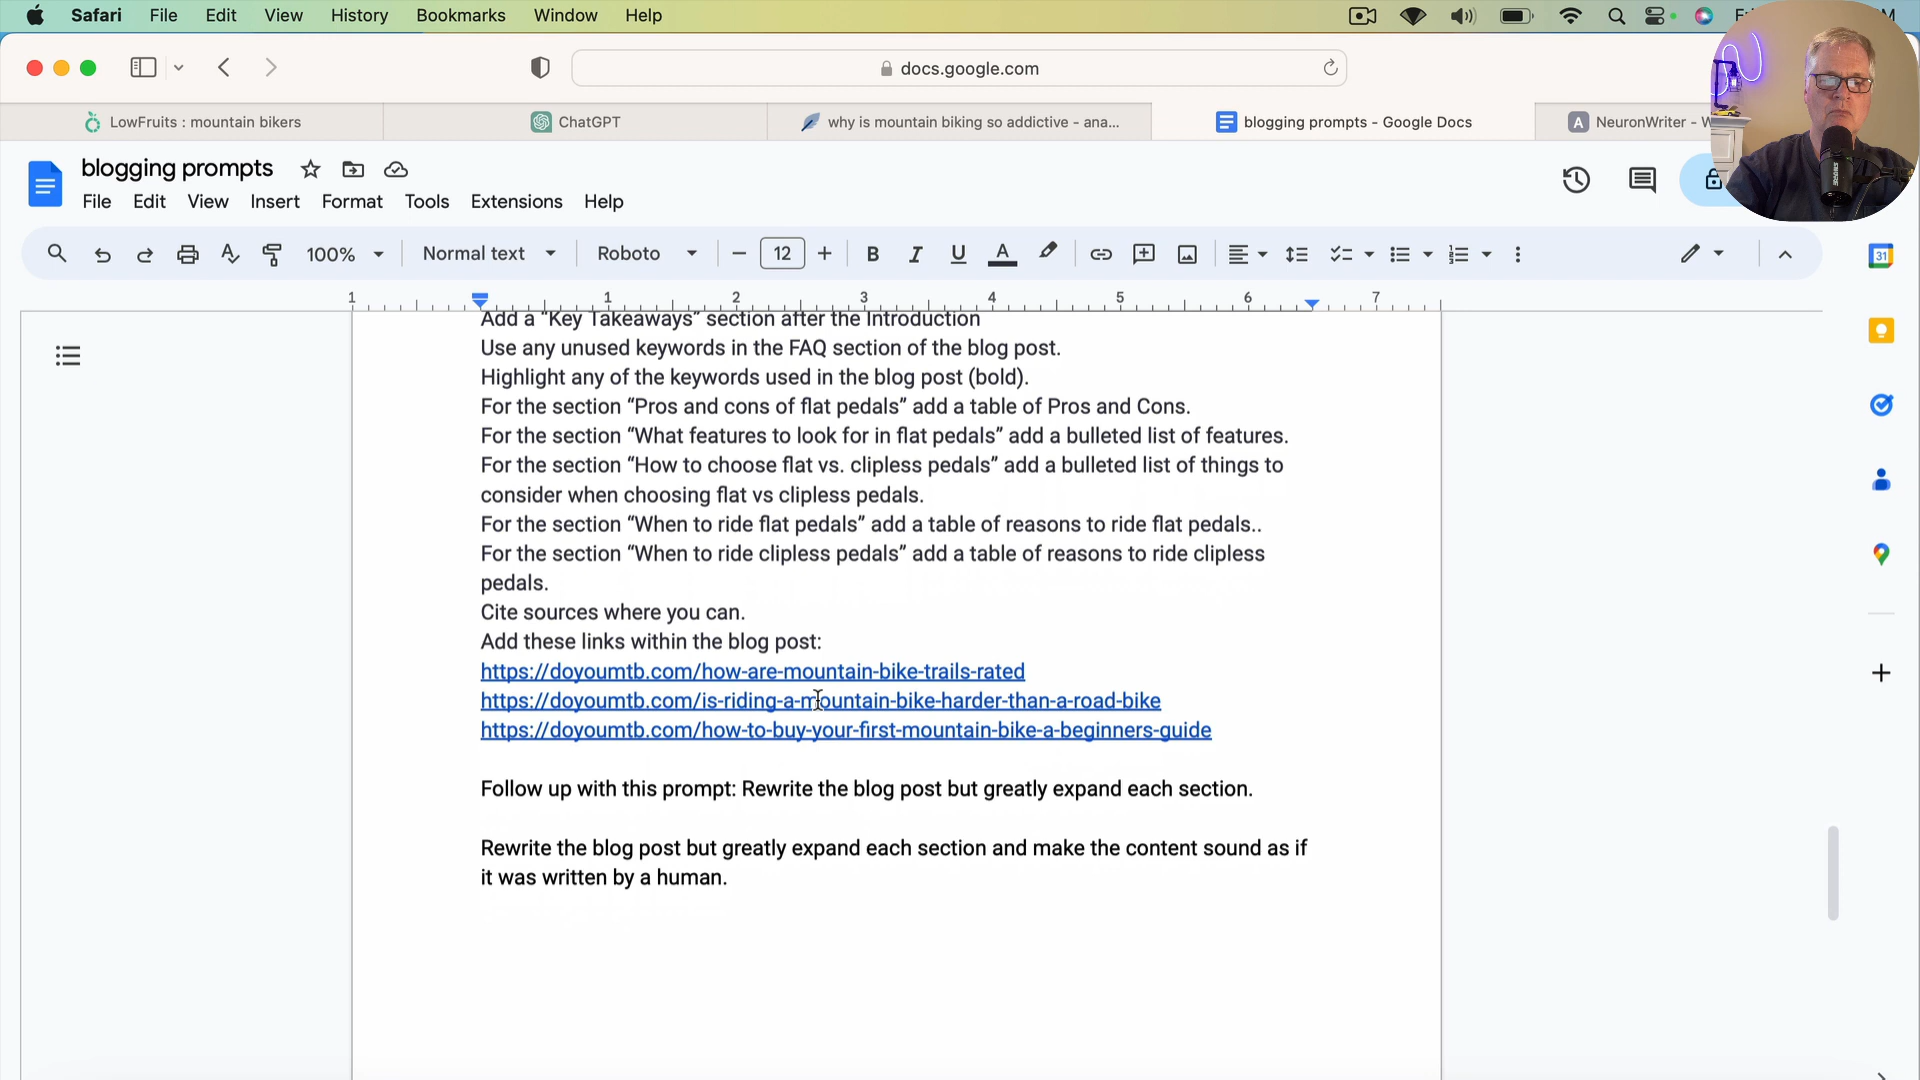 Safari File Edit View History Bookmarks Window Help
docs.google.com
LowFruits : mountain bikers
ChatGPT
why is mountain biking so addictive - ana...
blogging prompts - Google Docs
NeuronWriter - W
blogging prompts
File Edit View Insert Format Tools Extensions Help
100% Normal text Roboto 12
1 1 2 3 4 5 6 7
Add a “Key Takeaways” section after the Introduction
Use any unused keywords in the FAQ section of the blog post.
Highlight any of the keywords used in the blog post (bold).
For the section “Pros and cons of flat pedals” add a table of Pros and Cons.
For the section “What features to look for in flat pedals” add a bulleted list of features.
For the section “How to choose flat vs. clipless pedals” add a bulleted list of things to
consider when choosing flat vs clipless pedals.
For the section “When to ride flat pedals” add a table of reasons to ride flat pedals..
For the section “When to ride clipless pedals” add a table of reasons to ride clipless
pedals.
Cite sources where you can.
Add these links within the blog post:
https://doyoumtb.com/how-are-mountain-bike-trails-rated
https://doyoumtb.com/is-riding-a-mountain-bike-harder-than-a-road-bike
https://doyoumtb.com/how-to-buy-your-first-mountain-bike-a-beginners-guide
Follow up with this prompt: Rewrite the blog post but greatly expand each section.
Rewrite the blog post but greatly expand each section and make the content sound as if
it was written by a human.